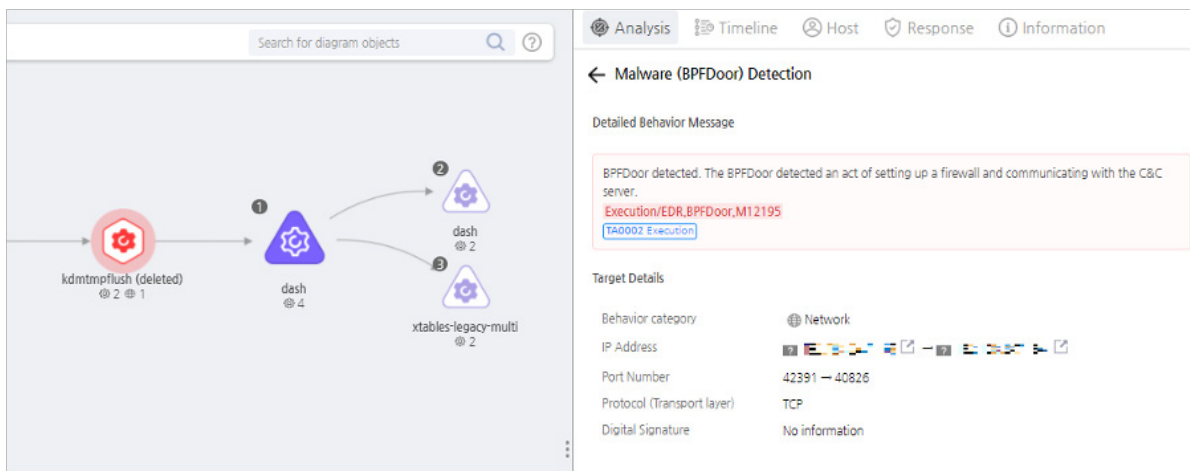 Search for diagram objects
kdmtmpflush (deleted)
2 1
1
dash
4
2
dash
2
3
xtables-legacy-multi
2
Analysis Timeline Host Response Information
Malware (BPFDoor) Detection
Detailed Behavior Message
BPFDoor detected. The BPFDoor detected an act of setting up a firewall and communicating with the C&C
server.
Execution/EDR,BPFDoor,M12195
TA0002 Execution
Target Details
Behavior category Network
IP Address
Port Number 42391 → 40826
Protocol (Transport layer) TCP
Digital Signature No information